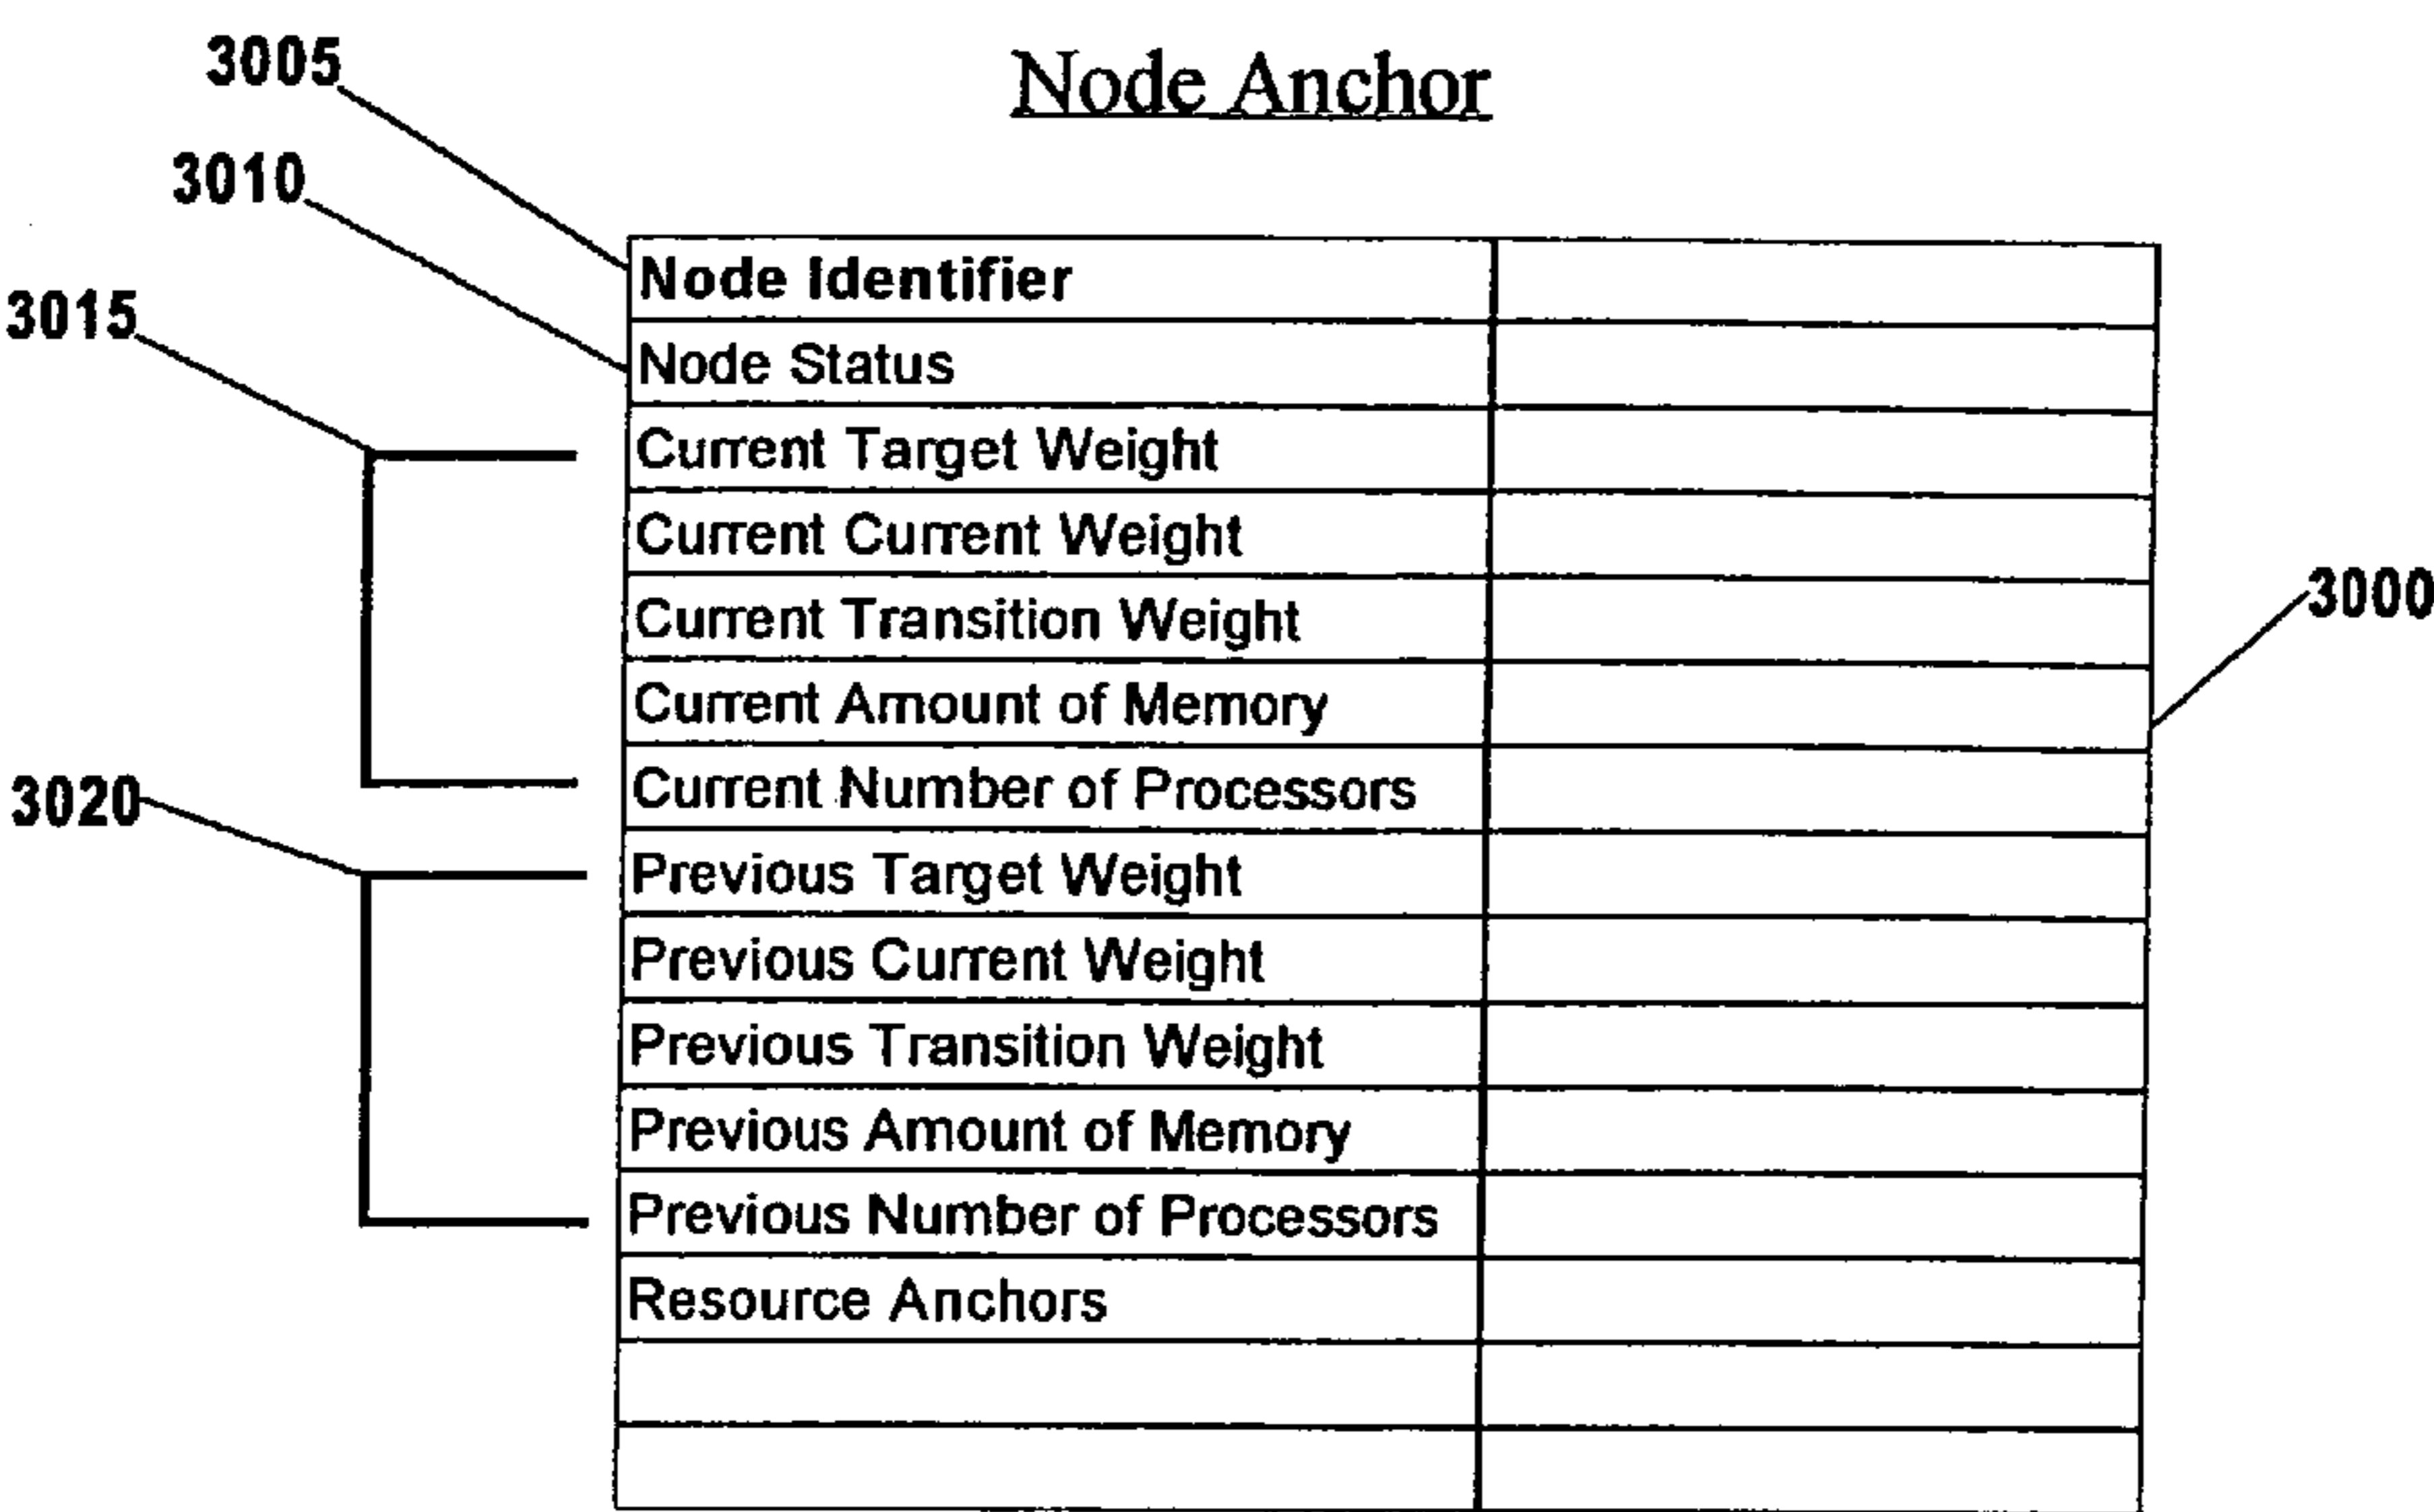 3005
Node Anchor
3010
Node Identifier
3015
Node Status
Current Target Weight
Current Current Weight
3000
Current Transition Weight
Current Amount of Memory
Current Number of Processors
3020
Previous Target Weight
Previous Current Weight
Previous Transition Weight
Previous Amount of Memory
Previous Number of Processors
Resource Anchors